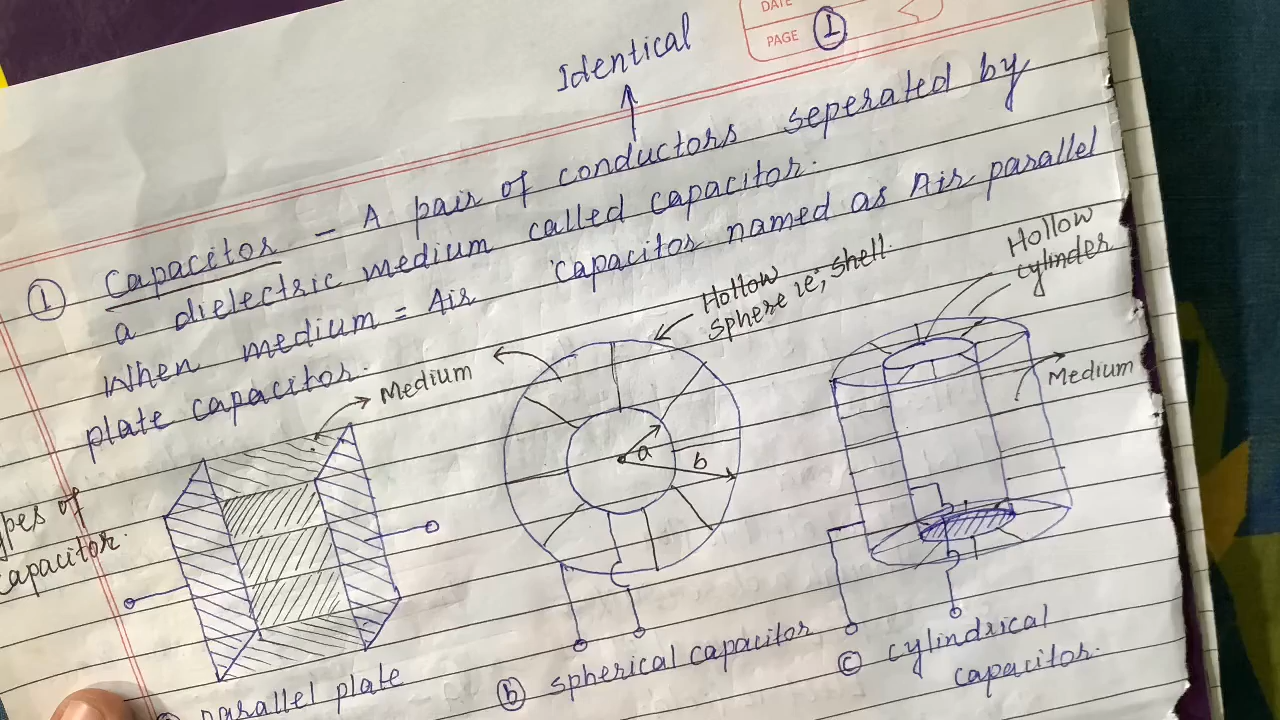 DATE
PAGE 1
Identical
① Capacitor - A pair of conductors seperated by
a dielectric medium called capacitor.
When medium = Air capacitor named as Air parallel
plate capacitor.
Medium
Hollow
sphere ie; shell
Hollow
cylinder
Medium
a
b
of
capacitor.
parallel plate
ⓑ spherical capacitor
ⓒ cylindrical
capacitor.